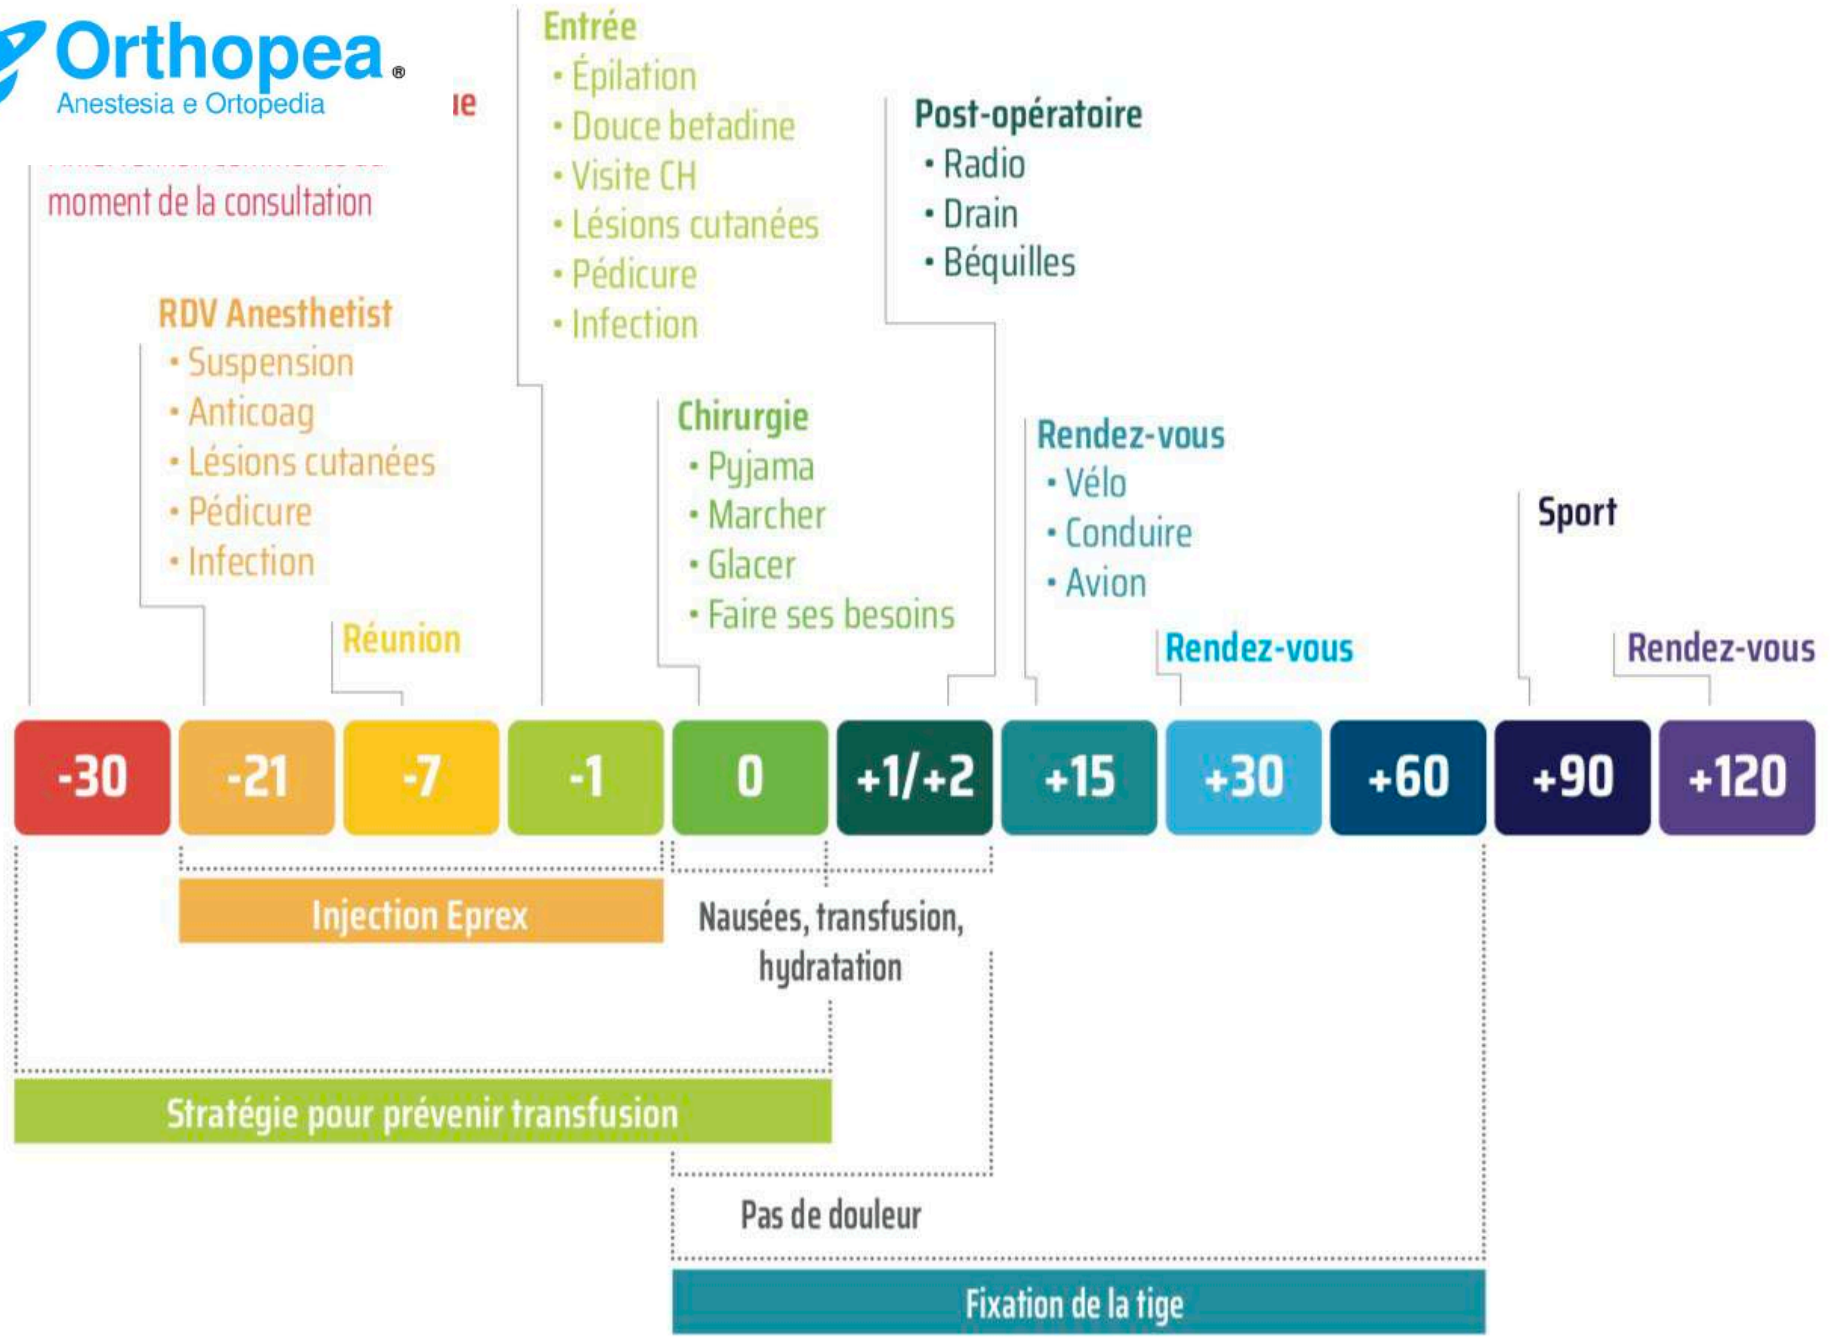 Orthopea®
Anestesia e Ortopedia
moment de la consultation
RDV Anesthetist
• Suspension
• Anticoag
• Lésions cutanées
• Pédicure
• Infection
Réunion
Entrée
• Épilation
• Douce betadine
• Visite CH
• Lésions cutanées
• Pédicure
• Infection
Chirurgie
• Pyjama
• Marcher
• Glacer
• Faire ses besoins
Post-opératoire
• Radio
• Drain
• Béquilles
Rendez-vous
• Vélo
• Conduire
• Avion
Rendez-vous
Sport
Rendez-vous
-30 -21 -7 -1 0 +1/+2 +15 +30 +60 +90 +120
Injection Eprex
Nausées, transfusion,
hydratation
Stratégie pour prévenir transfusion
Pas de douleur
Fixation de la tige